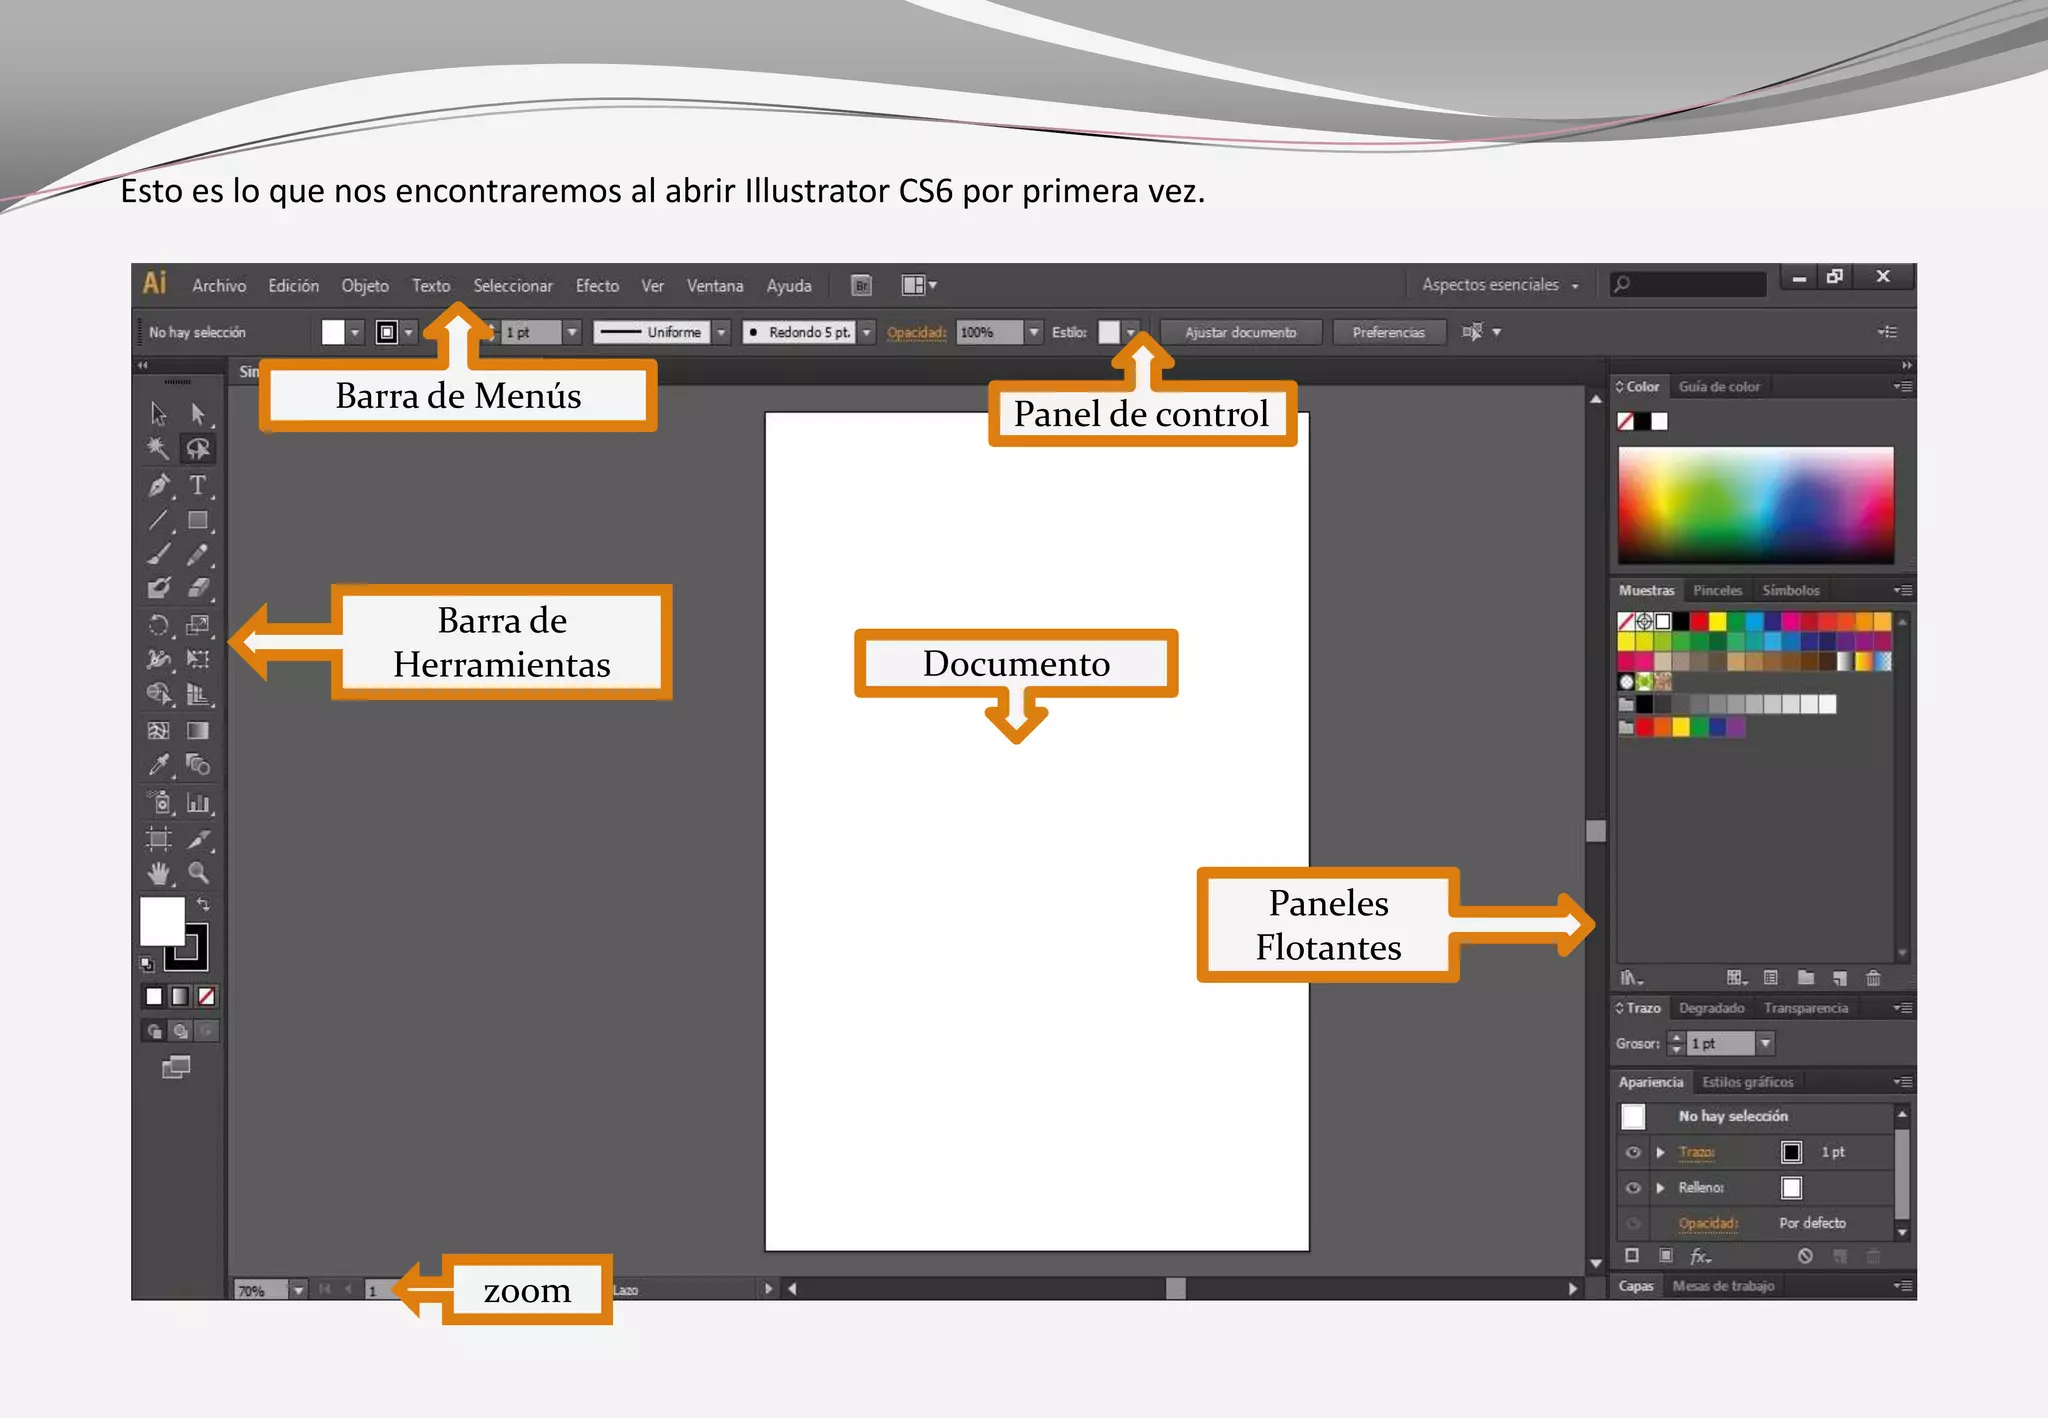 Esto es lo que nos encontraremos al abrir Illustrator CS6 por primera vez.
Ai Archivo Edición Objeto Texto Seleccionar Efecto Ver Ventana Ayuda Br Aspectos esenciales
No hay selección 1 pt Uniforme Redondo 5 pt. Opacidad: 100% Estilo: Ajustar documento Preferencias
Sin
Barra de Menús
Panel de control
Color Guía de color
Muestras Pinceles Símbolos
Barra de
Herramientas
Documento
Paneles
Flotantes
Trazo Degradado Transparencia
Grosor: 1 pt
Apariencia Estilos gráficos
No hay selección
Trazo: 1 pt
Relleno:
Opacidad: Por defecto
fx
70% 1 zoom Lazo
Capas Mesas de trabajo